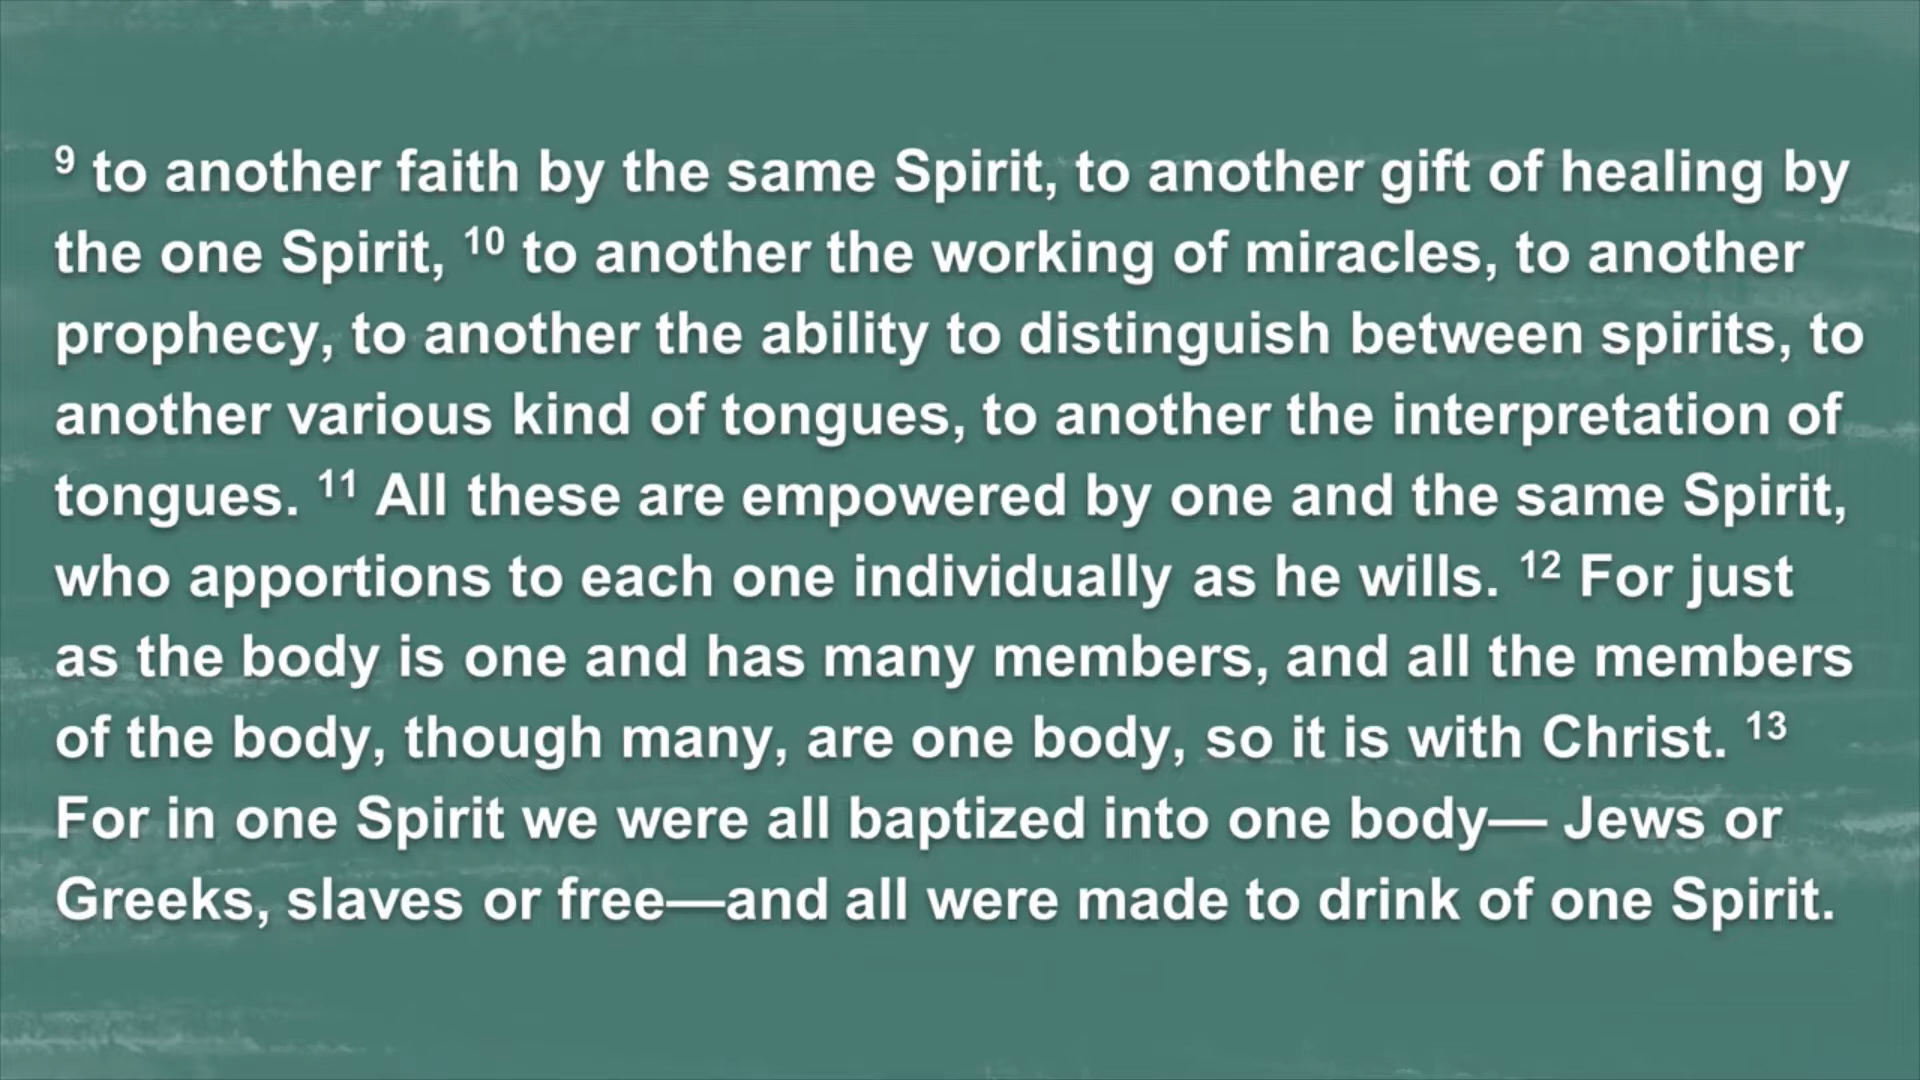 9 to another faith by the same Spirit, to another gift of healing by
the one Spirit, 10 to another the working of miracles, to another
prophecy, to another the ability to distinguish between spirits, to
another various kind of tongues, to another the interpretation of
tongues. 11 All these are empowered by one and the same Spirit,
who apportions to each one individually as he wills. 12 For just
as the body is one and has many members, and all the members
of the body, though many, are one body, so it is with Christ. 13
For in one Spirit we were all baptized into one body— Jews or
Greeks, slaves or free—and all were made to drink of one Spirit.